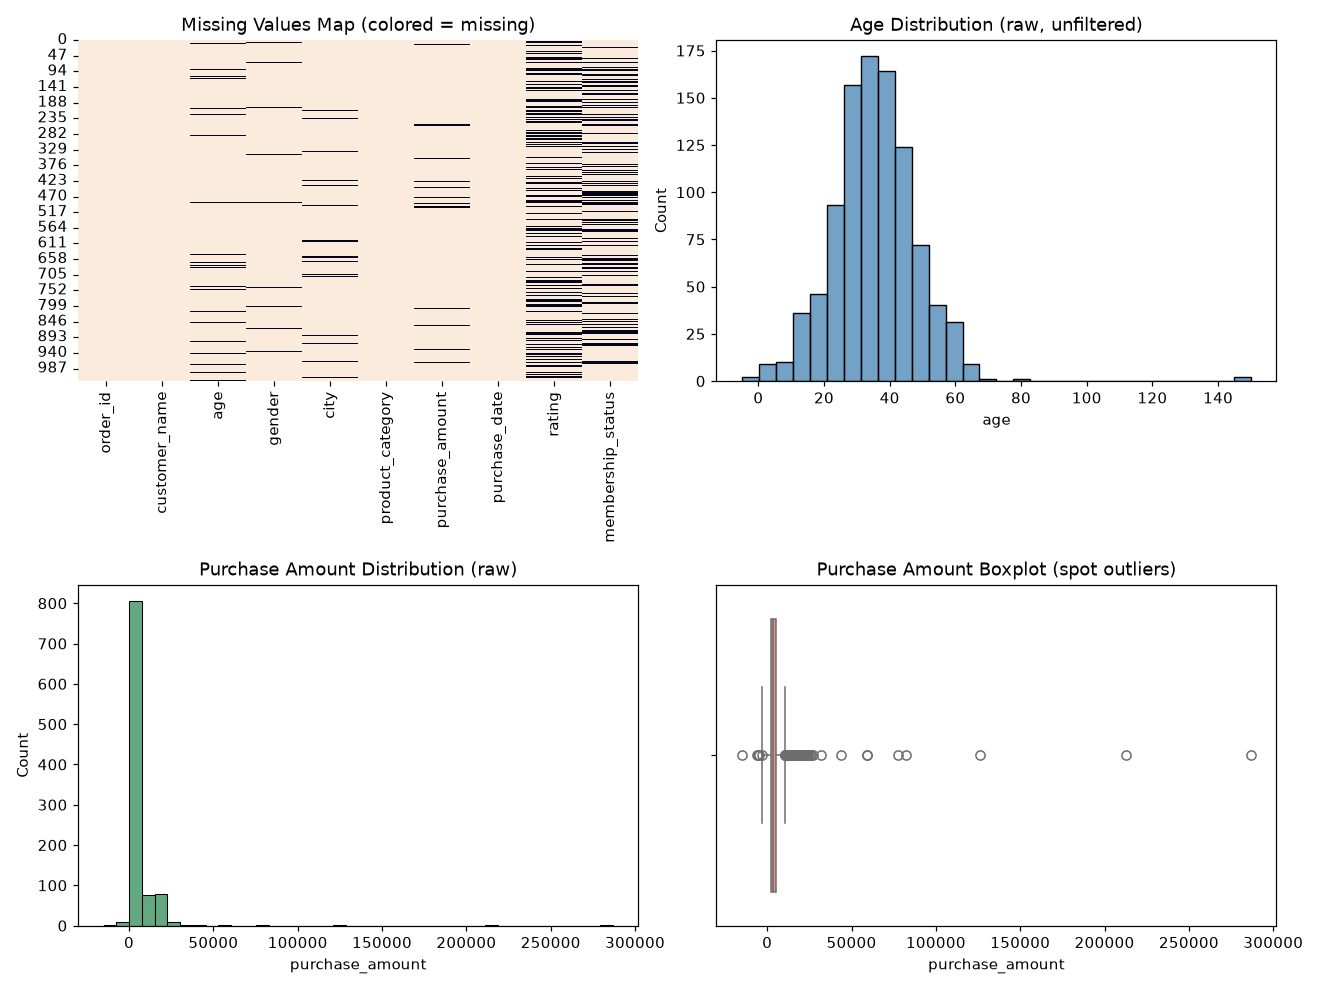 Missing Values Map (colored = missing)
0
47
94
141
188
235
282
329
376
423
470
517
564
611
658
705
752
799
846
893
940
987
order_id
customer_name
age
gender
city
product_category
purchase_amount
purchase_date
rating
membership_status
Age Distribution (raw, unfiltered)
Count
175
150
125
100
75
50
25
0
0 20 40 60 80 100 120 140
age
Purchase Amount Distribution (raw)
Count
800
700
600
500
400
300
200
100
0
0 50000 100000 150000 200000 250000 300000
purchase_amount
Purchase Amount Boxplot (spot outliers)
0 50000 100000 150000 200000 250000 300000
purchase_amount